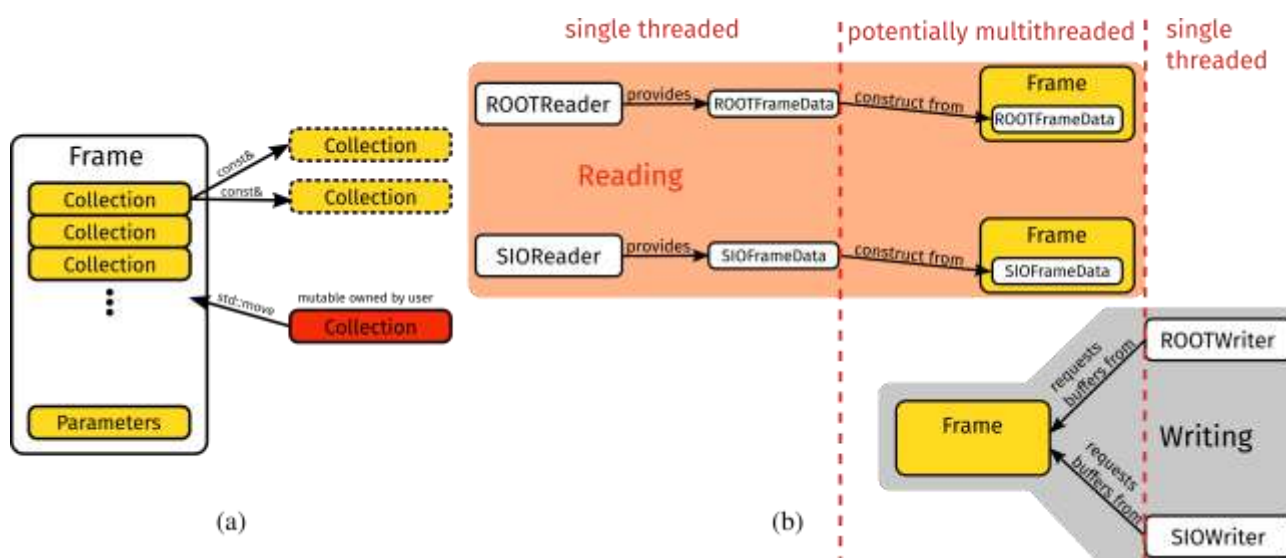 single threaded
potentially multithreaded
single
threaded
Frame
Collection
Collection
Collection
Parameters
const&
const&
Collection
Collection
std::move
mutable owned by user
Collection
(a)
ROOTReader
provides
ROOTFrameData
construct from
Frame
ROOTFrameData
Reading
SIOReader
provides
SIOFrameData
construct from
Frame
SIOFrameData
Frame
requests
buffers from
ROOTWriter
Writing
requests
buffers from
SIOWriter
(b)